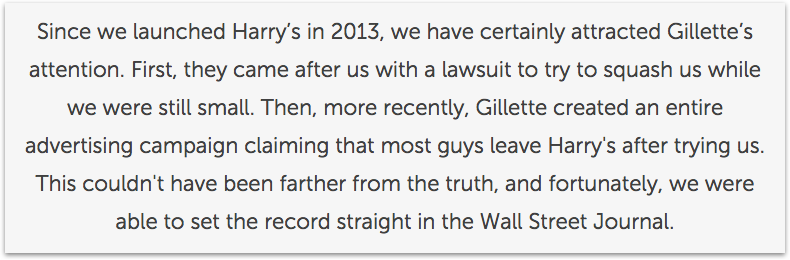 Since we launched Harry’s in 2013, we have certainly attracted Gillette’s
attention. First, they came after us with a lawsuit to try to squash us while
we were still small. Then, more recently, Gillette created an entire
advertising campaign claiming that most guys leave Harry's after trying us.
This couldn't have been farther from the truth, and fortunately, we were
able to set the record straight in the Wall Street Journal.